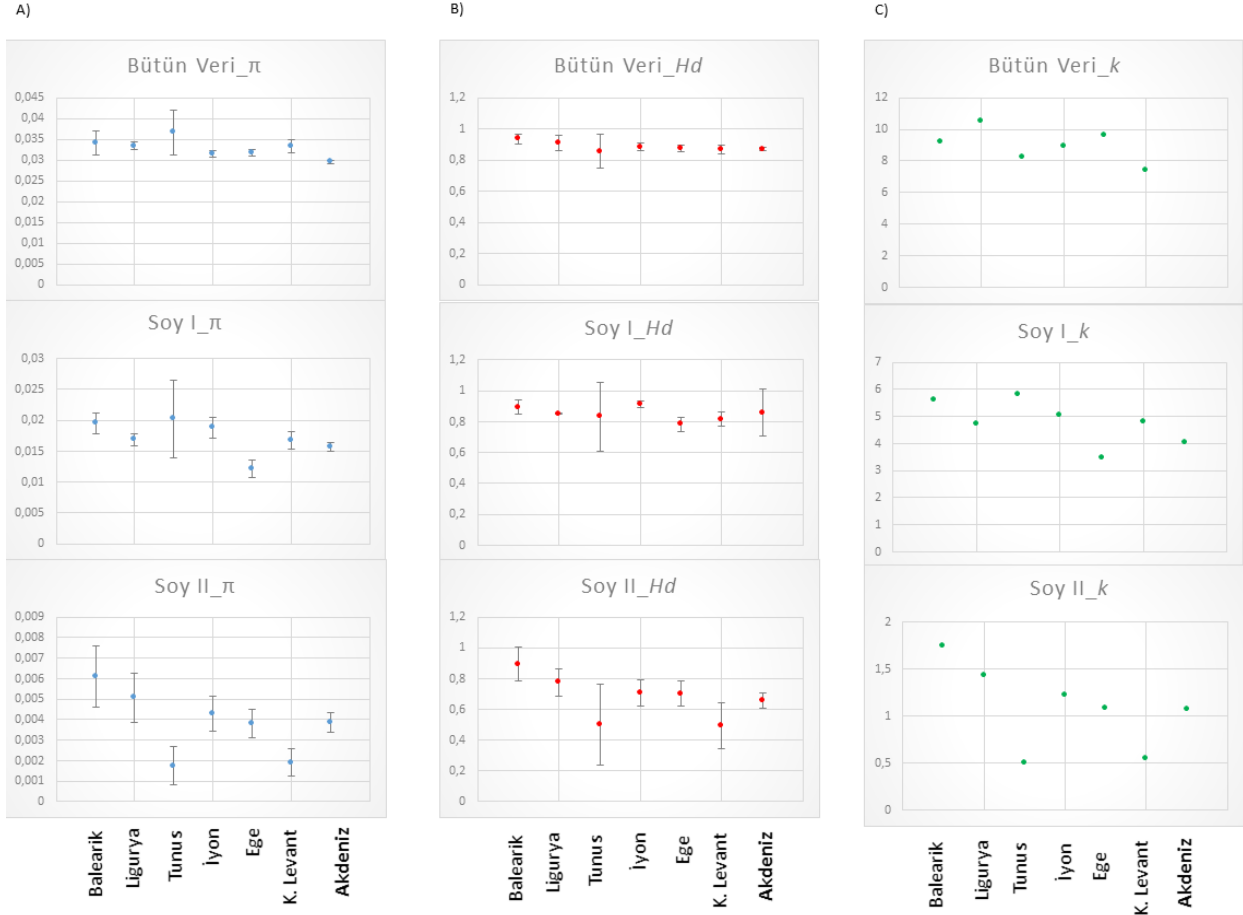 A)
Bütün Veri_π
0,045
0,04
0,035
0,03
0,025
0,02
0,015
0,01
0,005
0
Soy I_π
0,03
0,025
0,02
0,015
0,01
0,005
0
Soy II_π
0,009
0,008
0,007
0,006
0,005
0,004
0,003
0,002
0,001
0
Balearik
Ligurya
Tunus
İyon
Ege
K. Levant
Akdeniz
B)
Bütün Veri_Hd
1,2
1
0,8
0,6
0,4
0,2
0
Soy I_Hd
1,2
1
0,8
0,6
0,4
0,2
0
Soy II_Hd
1,2
1
0,8
0,6
0,4
0,2
0
Balearik
Ligurya
Tunus
İyon
Ege
K. Levant
Akdeniz
C)
Bütün Veri_k
12
10
8
6
4
2
0
Soy I_k
7
6
5
4
3
2
1
0
Soy II_k
2
1,5
1
0,5
0
Balearik
Ligurya
Tunus
İyon
Ege
K. Levant
Akdeniz